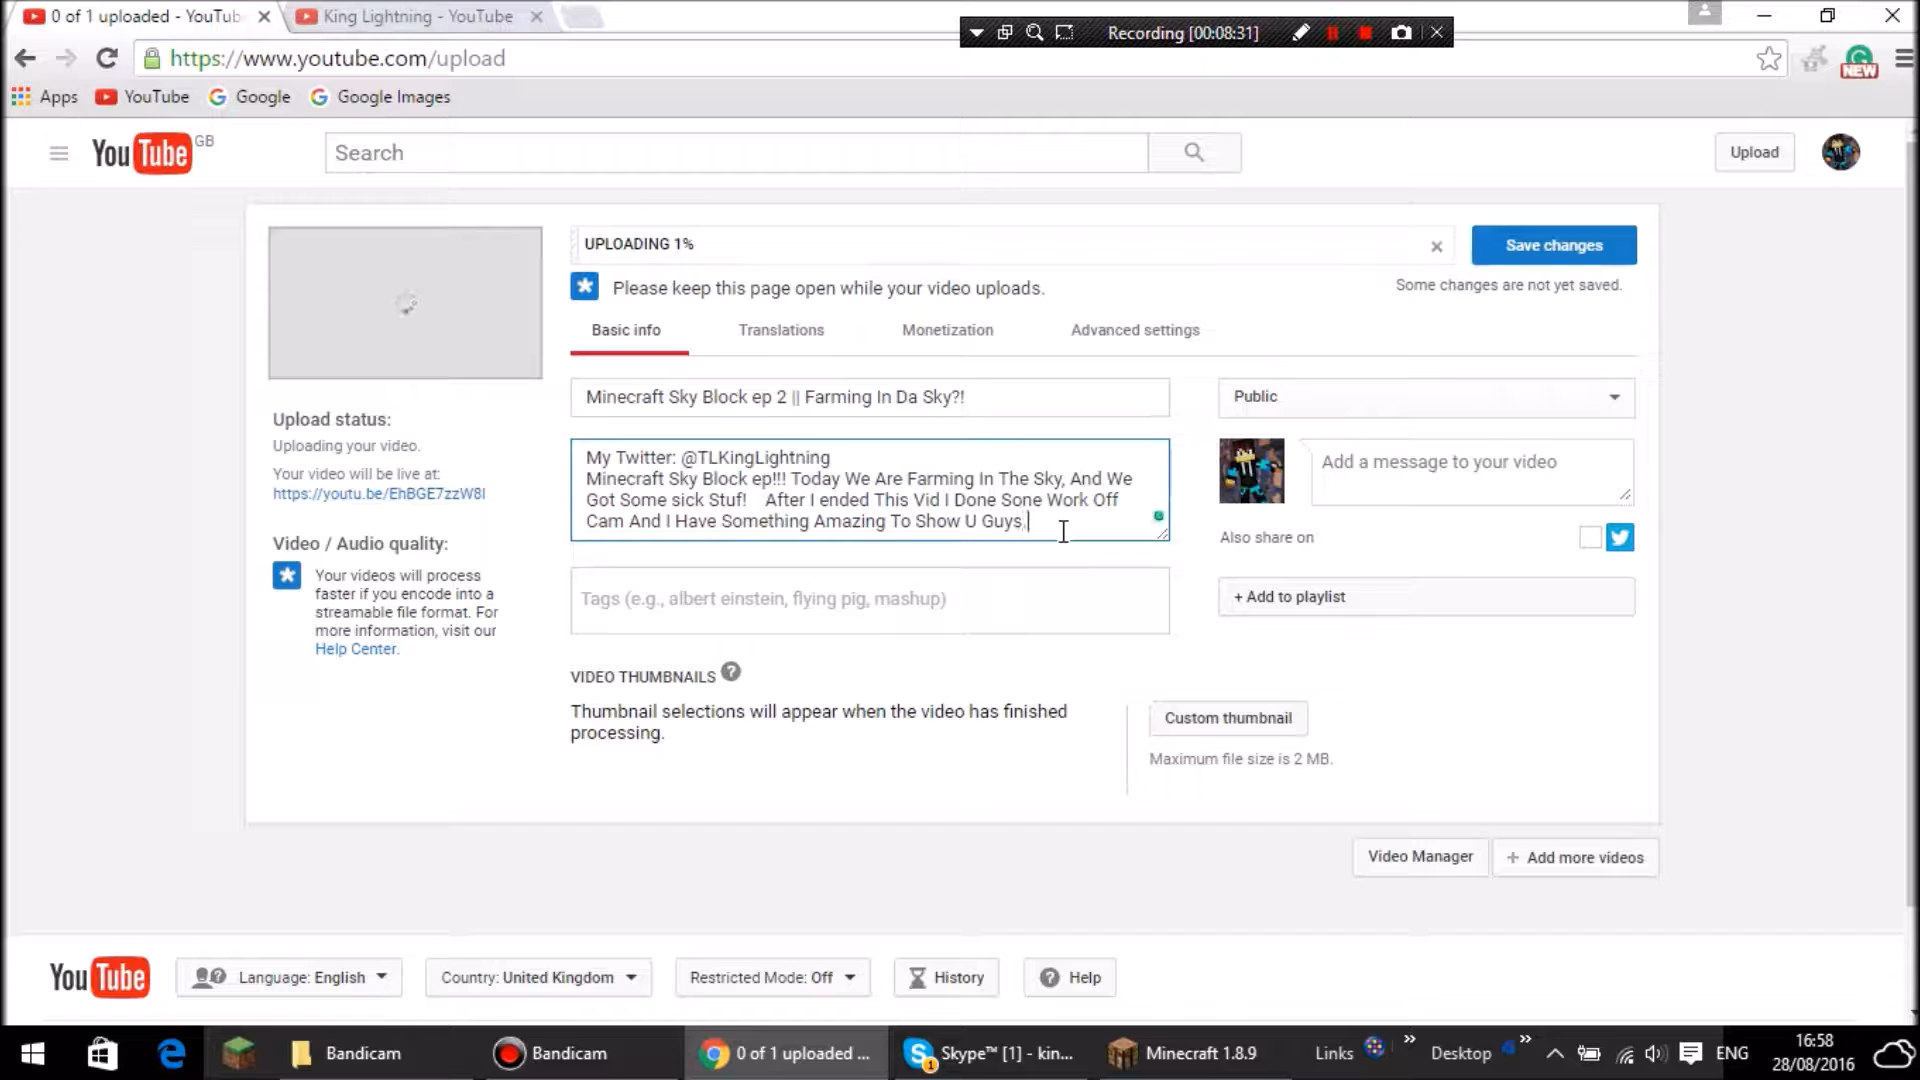 0 of 1 uploaded - YouTub
King Lightning - YouTube
Recording [00:08:31]
https://www.youtube.com/upload
NEW
Apps
YouTube
Google
Google Images
YouTube GB
Search
Upload
UPLOADING 1%
Save changes
Please keep this page open while your video uploads.
Some changes are not yet saved.
Basic info
Translations
Monetization
Advanced settings
Minecraft Sky Block ep 2 || Farming In Da Sky?!
Public
Upload status:
Uploading your video.
Your video will be live at:
https://youtu.be/EhBGE7zzW8I
My Twitter: @TLKingLightning
Minecraft Sky Block ep!!! Today We Are Farming In The Sky, And We
Got Some sick Stuf! After I ended This Vid I Done Sone Work Off
Cam And I Have Something Amazing To Show U Guys,
Add a message to your video
Also share on
Video / Audio quality:
Your videos will process
faster if you encode into a
streamable file format. For
more information, visit our
Help Center.
Tags (e.g., albert einstein, flying pig, mashup)
+ Add to playlist
VIDEO THUMBNAILS ?
Thumbnail selections will appear when the video has finished
processing.
Custom thumbnail
Maximum file size is 2 MB.
Video Manager
+ Add more videos
YouTube
Language: English
Country: United Kingdom
Restricted Mode: Off
History
Help
Bandicam
Bandicam
0 of 1 uploaded ...
1
Skype™ [1] - kin...
Minecraft 1.8.9
Links
»
Desktop
»
ENG
16:58
28/08/2016